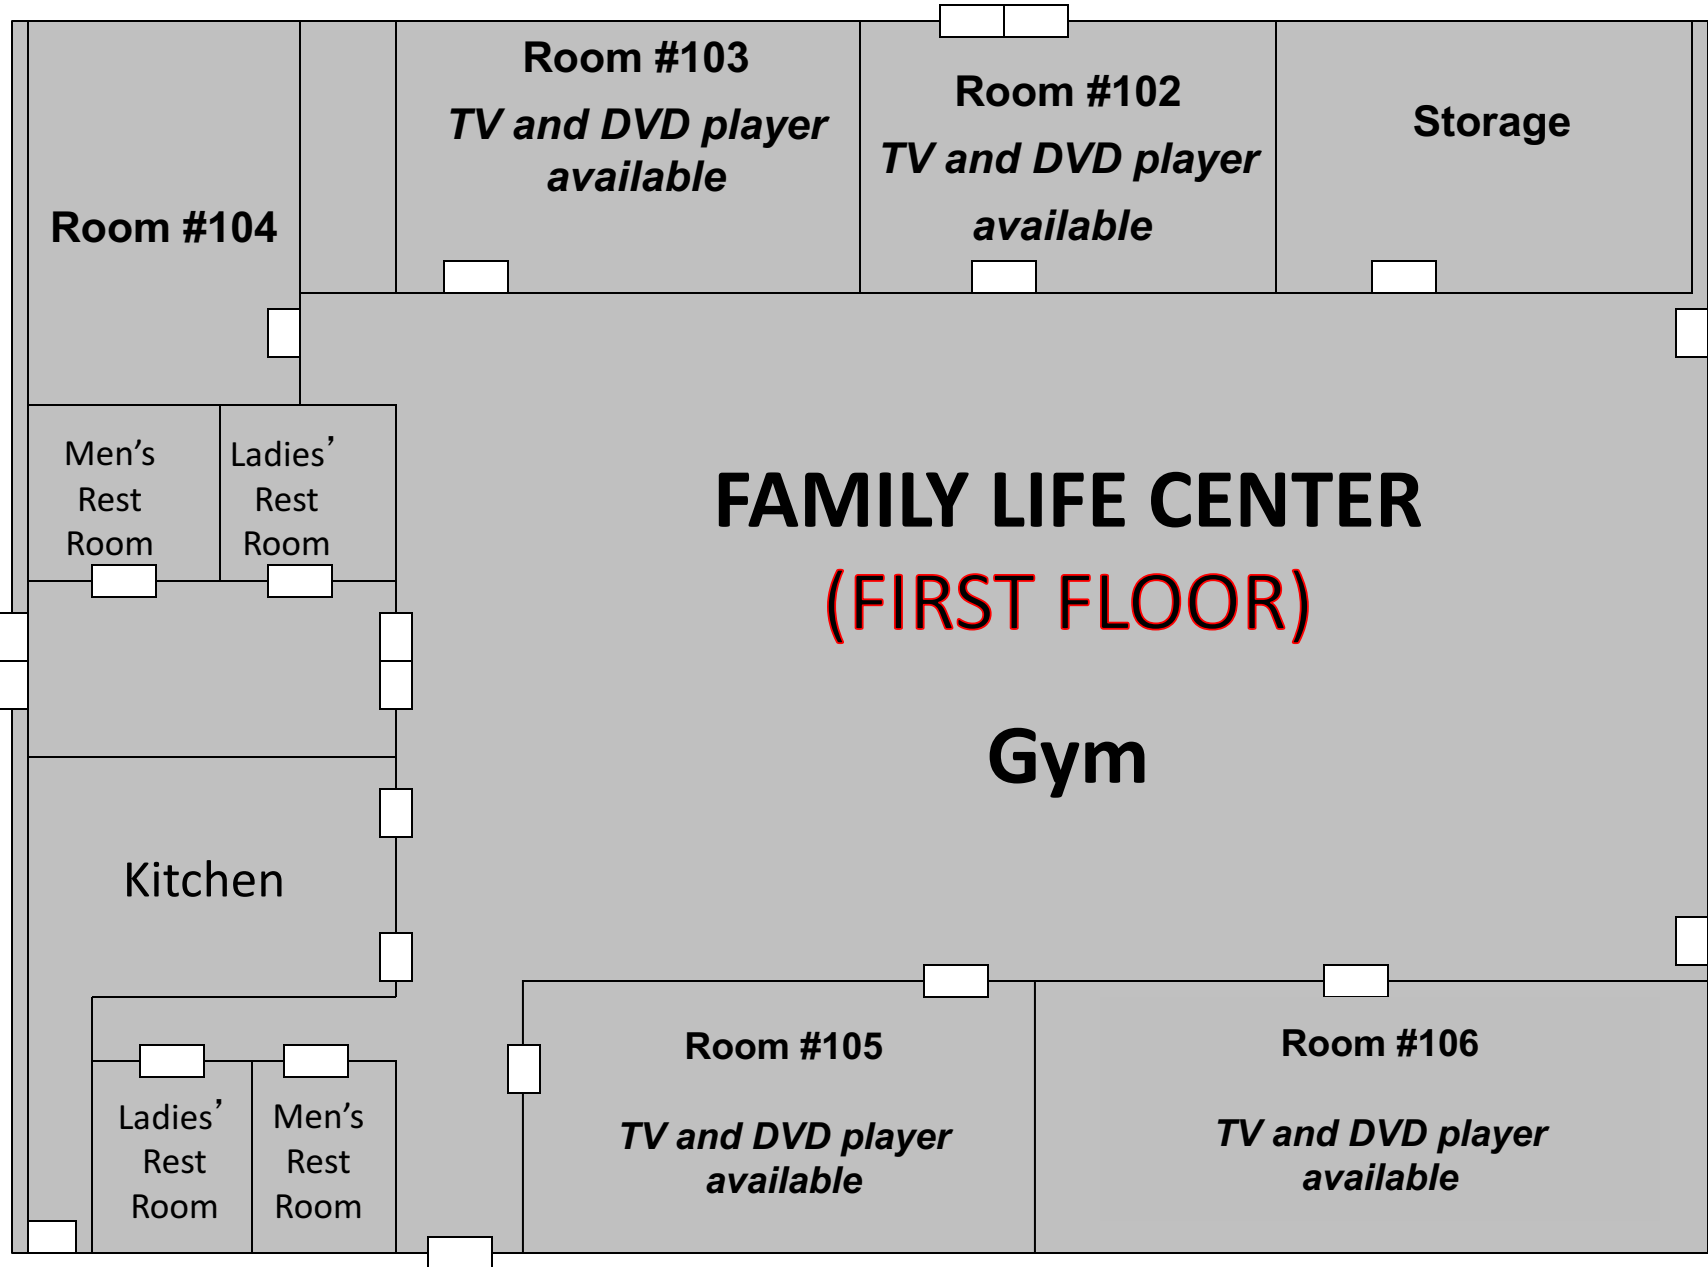 Room #103
TV and DVD player
available
Room #102
TV and DVD player
available
Storage
Room #104
Men’s
Rest
Room
Ladies’
Rest
Room
FAMILY LIFE CENTER
(FIRST FLOOR)
Gym
Kitchen
Ladies’
Rest
Room
Men’s
Rest
Room
Room #105
TV and DVD player
available
Room #106
TV and DVD player
available